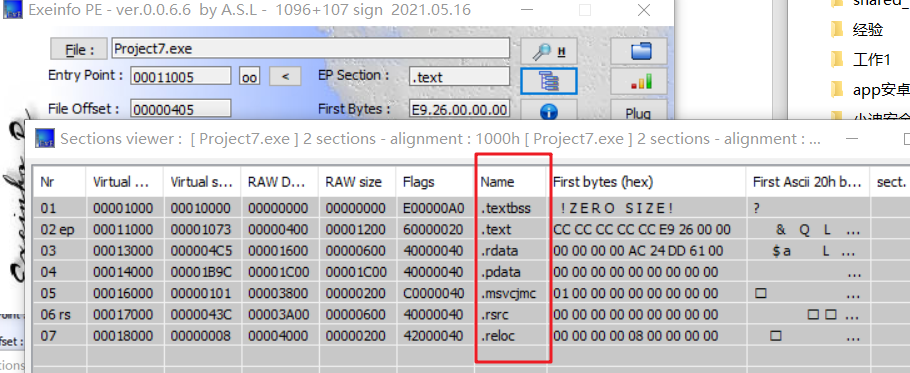 Exeinfo PE - ver.0.0.6.6 by A.S.L - 1096+107 sign 2021.05.16
File : Project7.exe H
Entry Point : 00011005 oo < EP Section : .text
File Offset : 00000405 First Bytes : E9.26.00.00.00 Plug
shared_
经验
工作1
app安卓
小迪安全
Sections viewer : [ Project7.exe ] 2 sections - alignment : 1000h [ Project7.exe ] 2 sections - alignment : ...
Nr Virtual ... Virtual s... RAW D... RAW size Flags Name First bytes (hex) First Ascii 20h b... sect.
01 00001000 00010000 00000000 00000000 E00000A0 .textbss ! Z E R O S I Z E ! ?
02 ep 00011000 00001073 00000400 00001200 60000020 .text CC CC CC CC CC E9 26 00 00 & Q L ...
03 00013000 000004C5 00001600 00000600 40000040 .rdata 00 00 00 00 AC 24 DD 61 00 $ a L ...
04 00014000 00001B9C 00001C00 00001C00 40000040 .pdata 00 00 00 00 00 00 00 00 00 ...
05 00016000 00000101 00003800 00000200 C0000040 .msvcjmc 01 00 00 00 00 00 00 00 00 □ ...
06 rs 00017000 0000043C 00003A00 00000600 40000040 .rsrc 00 00 00 00 00 00 00 00 00 □ □ ...
07 00018000 00000008 00004000 00000200 42000040 .reloc 00 00 00 00 08 00 00 00 00 □ ...